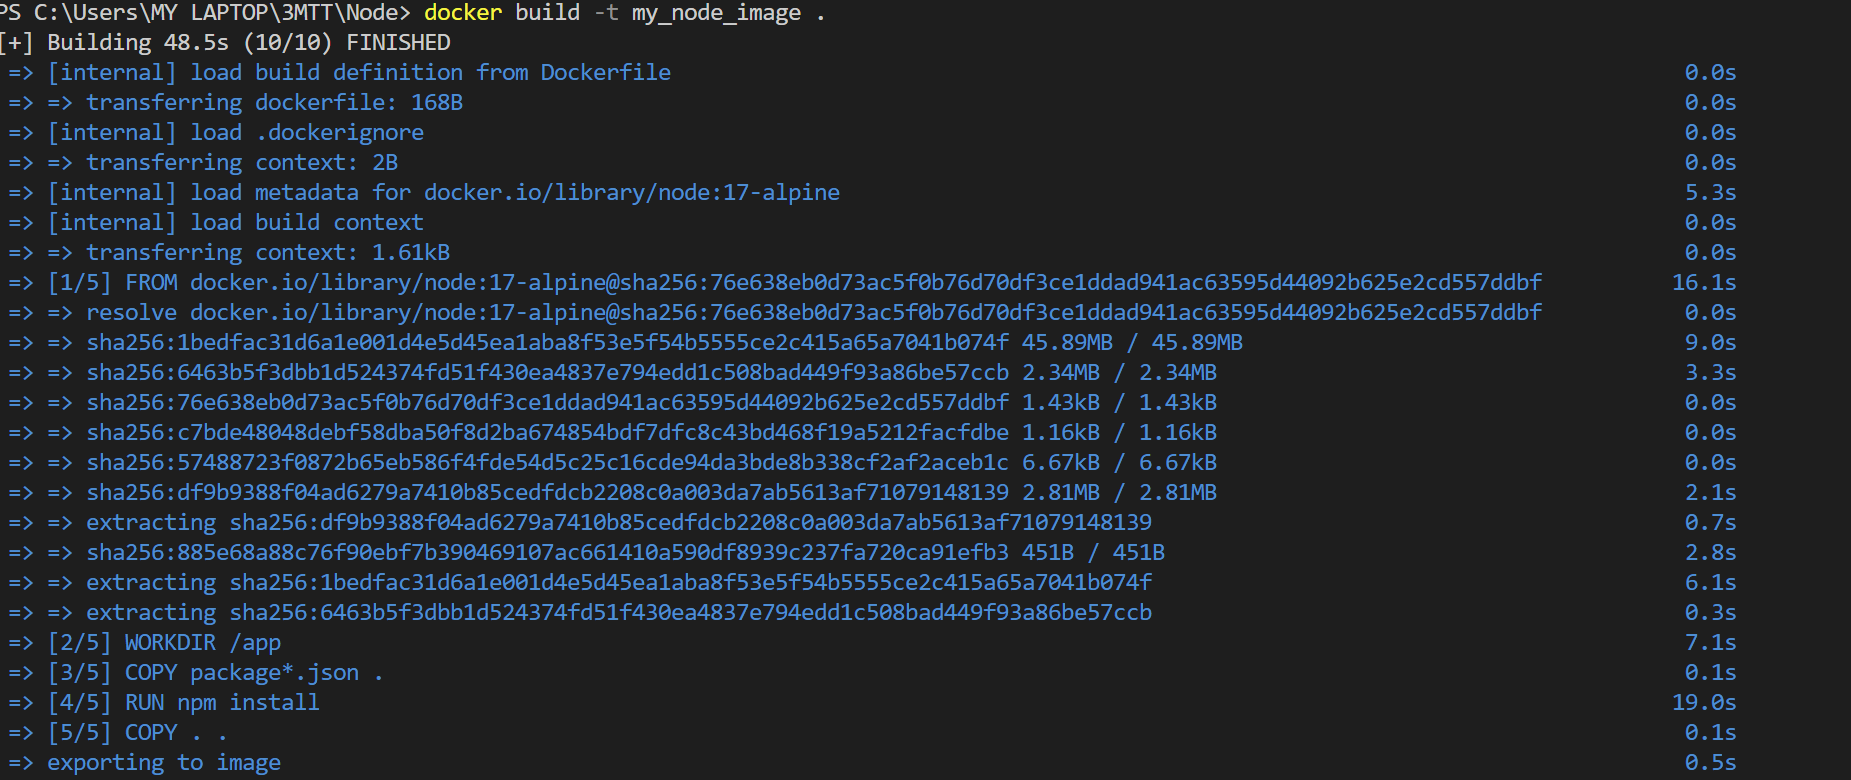 PS C:\Users\MY LAPTOP\3MTT\Node> docker build -t my_node_image .
[+] Building 48.5s (10/10) FINISHED
=> [internal] load build definition from Dockerfile 0.0s
=> => transferring dockerfile: 168B 0.0s
=> [internal] load .dockerignore 0.0s
=> => transferring context: 2B 0.0s
=> [internal] load metadata for docker.io/library/node:17-alpine 5.3s
=> [internal] load build context 0.0s
=> => transferring context: 1.61kB 0.0s
=> [1/5] FROM docker.io/library/node:17-alpine@sha256:76e638eb0d73ac5f0b76d70df3ce1ddad941ac63595d44092b625e2cd557ddbf 16.1s
=> => resolve docker.io/library/node:17-alpine@sha256:76e638eb0d73ac5f0b76d70df3ce1ddad941ac63595d44092b625e2cd557ddbf 0.0s
=> => sha256:1bedfac31d6a1e001d4e5d45ea1aba8f53e5f54b5555ce2c415a65a7041b074f 45.89MB / 45.89MB 9.0s
=> => sha256:6463b5f3dbb1d524374fd51f430ea4837e794edd1c508bad449f93a86be57ccb 2.34MB / 2.34MB 3.3s
=> => sha256:76e638eb0d73ac5f0b76d70df3ce1ddad941ac63595d44092b625e2cd557ddbf 1.43kB / 1.43kB 0.0s
=> => sha256:c7bde48048debf58dba50f8d2ba674854bdf7dfc8c43bd468f19a5212facfdbe 1.16kB / 1.16kB 0.0s
=> => sha256:57488723f0872b65eb586f4fde54d5c25c16cde94da3bde8b338cf2af2aceb1c 6.67kB / 6.67kB 0.0s
=> => sha256:df9b9388f04ad6279a7410b85cedfdcb2208c0a003da7ab5613af71079148139 2.81MB / 2.81MB 2.1s
=> => extracting sha256:df9b9388f04ad6279a7410b85cedfdcb2208c0a003da7ab5613af71079148139 0.7s
=> => sha256:885e68a88c76f90ebf7b390469107ac661410a590df8939c237fa720ca91efb3 451B / 451B 2.8s
=> => extracting sha256:1bedfac31d6a1e001d4e5d45ea1aba8f53e5f54b5555ce2c415a65a7041b074f 6.1s
=> => extracting sha256:6463b5f3dbb1d524374fd51f430ea4837e794edd1c508bad449f93a86be57ccb 0.3s
=> [2/5] WORKDIR /app 7.1s
=> [3/5] COPY package*.json . 0.1s
=> [4/5] RUN npm install 19.0s
=> [5/5] COPY . . 0.1s
=> exporting to image 0.5s